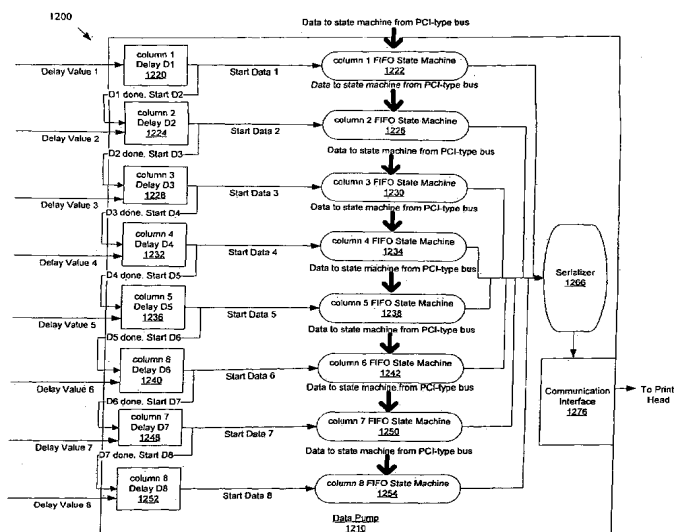 1200
Data to state machine from PCI-type bus
Delay Value 1
column 1
Delay D1
1220
Start Data 1
column 1 FIFO State Machine
1222
D1 done, Start D2
Data to state machine from PCI-type bus
Delay Value 2
column 2
Delay D2
1224
Start Data 2
column 2 FIFO State Machine
1226
D2 done, Start D3
Data to state machine from PCI-type bus
Delay Value 3
column 3
Delay D3
1228
Start Data 3
column 3 FIFO State Machine
1230
D3 done, Start D4
Data to state machine from PCI-type bus
Delay Value 4
column 4
Delay D4
1232
Start Data 4
column 4 FIFO State Machine
1234
D4 done, Start D5
Data to state machine from PCI-type bus
Delay Value 5
column 5
Delay D5
1236
Start Data 5
column 5 FIFO State Machine
1238
D5 done, Start D6
Data to state machine from PCI-type bus
Delay Value 6
column 6
Delay D6
1240
Start Data 6
column 6 FIFO State Machine
1242
D6 done, Start D7
Data to state machine from PCI-type bus
Delay Value 7
column 7
Delay D7
1248
Start Data 7
column 7 FIFO State Machine
1250
D7 done, Start D8
Data to state machine from PCI-type bus
Delay Value 8
column 8
Delay D8
1252
Start Data 8
column 8 FIFO State Machine
1254
Serializer
1266
Communication
Interface
1276
To Print
Head
Data Pump
1210